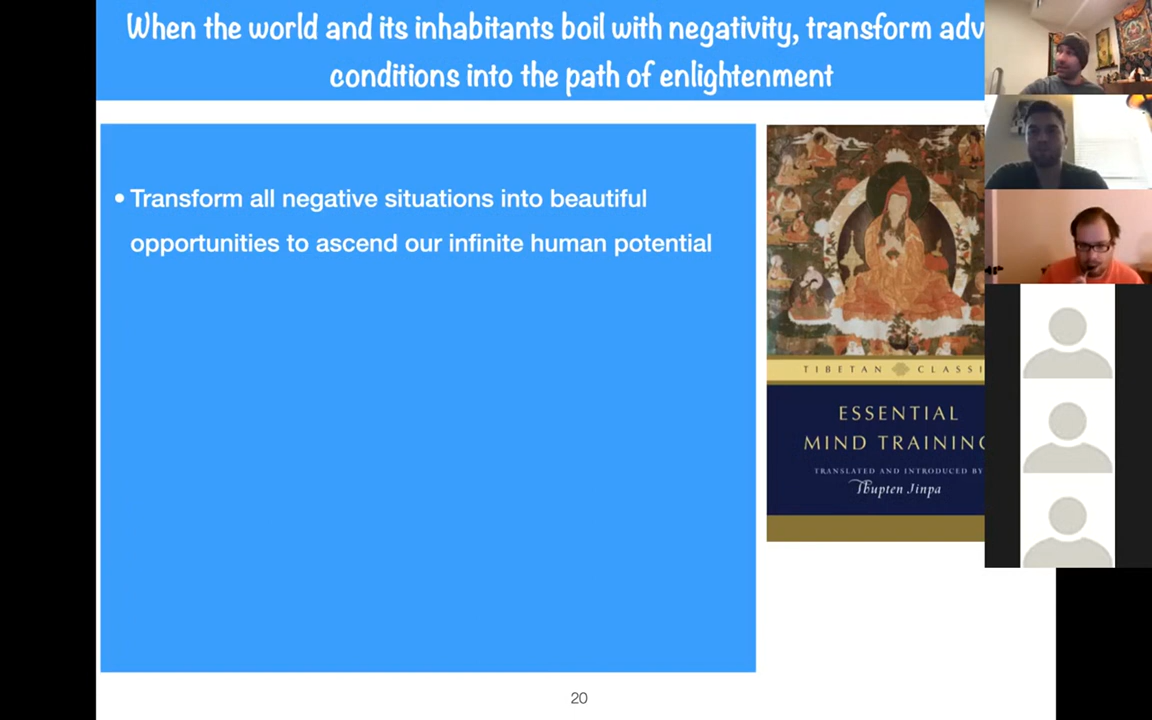 When the world and its inhabitants boil with negativity, transform adv
conditions into the path of enlightenment
• Transform all negative situations into beautiful
opportunities to ascend our infinite human potential
TIBETAN CLASSI
ESSENTIAL
MIND TRAINING
TRANSLATED AND INTRODUCED BY
Thupten Jinpa
20